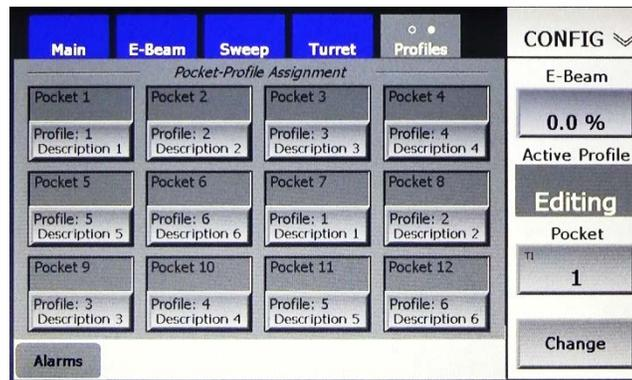 Main E-Beam Sweep Turret Profiles
CONFIG
Pocket-Profile Assignment
E-Beam
0.0 %
Active Profile
Editing
Pocket
T1
1
Change
Pocket 1
Profile: 1
Description 1
Pocket 2
Profile: 2
Description 2
Pocket 3
Profile: 3
Description 3
Pocket 4
Profile: 4
Description 4
Pocket 5
Profile: 5
Description 5
Pocket 6
Profile: 6
Description 6
Pocket 7
Profile: 1
Description 1
Pocket 8
Profile: 2
Description 2
Pocket 9
Profile: 3
Description 3
Pocket 10
Profile: 4
Description 4
Pocket 11
Profile: 5
Description 5
Pocket 12
Profile: 6
Description 6
Alarms